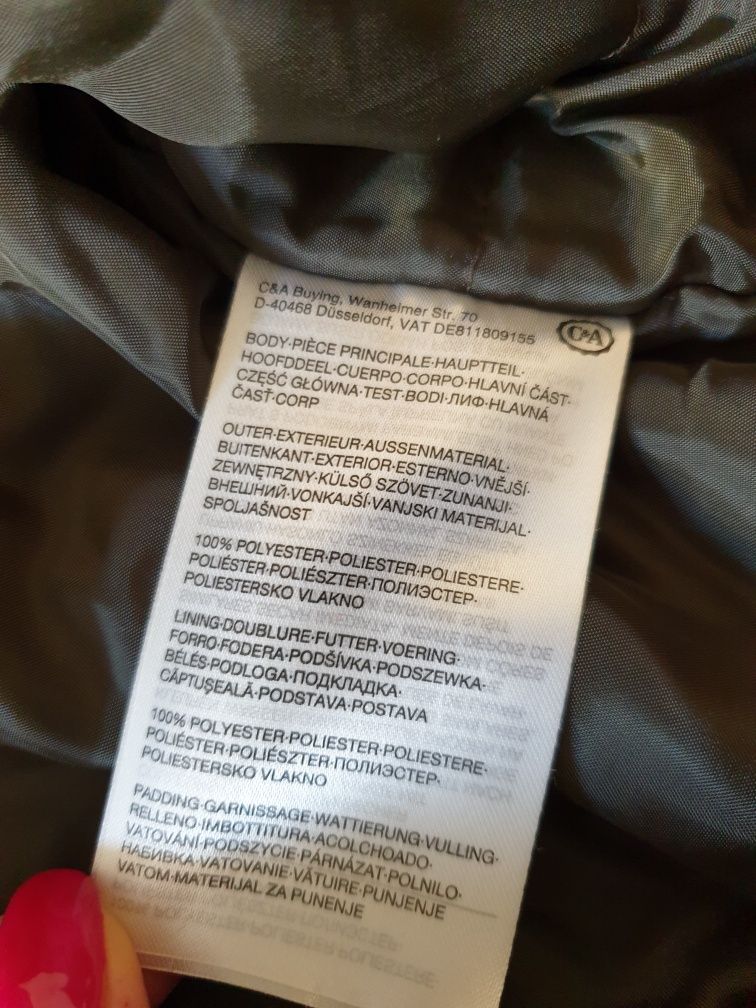 C&A Buying, Wanheimer Str. 70
D-40468 Düsseldorf, VAT DE811809155
C&A
BODY·PIÈCE PRINCIPALE·HAUPTTEIL·
HOOFDDEEL·CUERPO·CORPO·HLAVNÍ ČÁST·
CZĘŚĆ GŁÓWNA·TEST·BODI·ЛИФ·HLAVNÁ
ČASŤ·CORP
OUTER·EXTERIEUR·AUSSENMATERIAL·
BUITENKANT·EXTERIOR·ESTERNO·VNĚJŠÍ·
ZEWNĘTRZNY·KÜLSŐ SZÖVET·ZUNANJI·
ВНЕШНИЙ·VONKAJŠÍ·VANJSKI MATERIJAL·
SPOLJAŠNOST
100% POLYESTER·POLIESTER·POLIESTERE·
POLIÉSTER·POLIÉSZTER·ПОЛИЭСТЕР·
POLIESTERSKO VLAKNO
LINING·DOUBLURE·FUTTER·VOERING·
FORRO·FODERA·PODŠÍVKA·PODSZEWKA·
BÉLÉS·PODLOGA·ПОДКЛАДКА·
CĂPTUŞEALĂ·PODSTAVA·POSTAVA
100% POLYESTER·POLIESTER·POLIESTERE·
POLIÉSTER·POLIÉSZTER·ПОЛИЭСТЕР·
POLIESTERSKO VLAKNO
PADDING·GARNISSAGE·WATTIERUNG·VULLING·
RELLENO·IMBOTTITURA·ACOLCHOADO·
VATOVÁNÍ·PODSZYCIE·PÁRNÁZAT·POLNILO·
НАБИВКА·VATOVANIE·VĂTUIRE·PUNJENJE
VATOM·MATERIJAL ZA PUNENJE